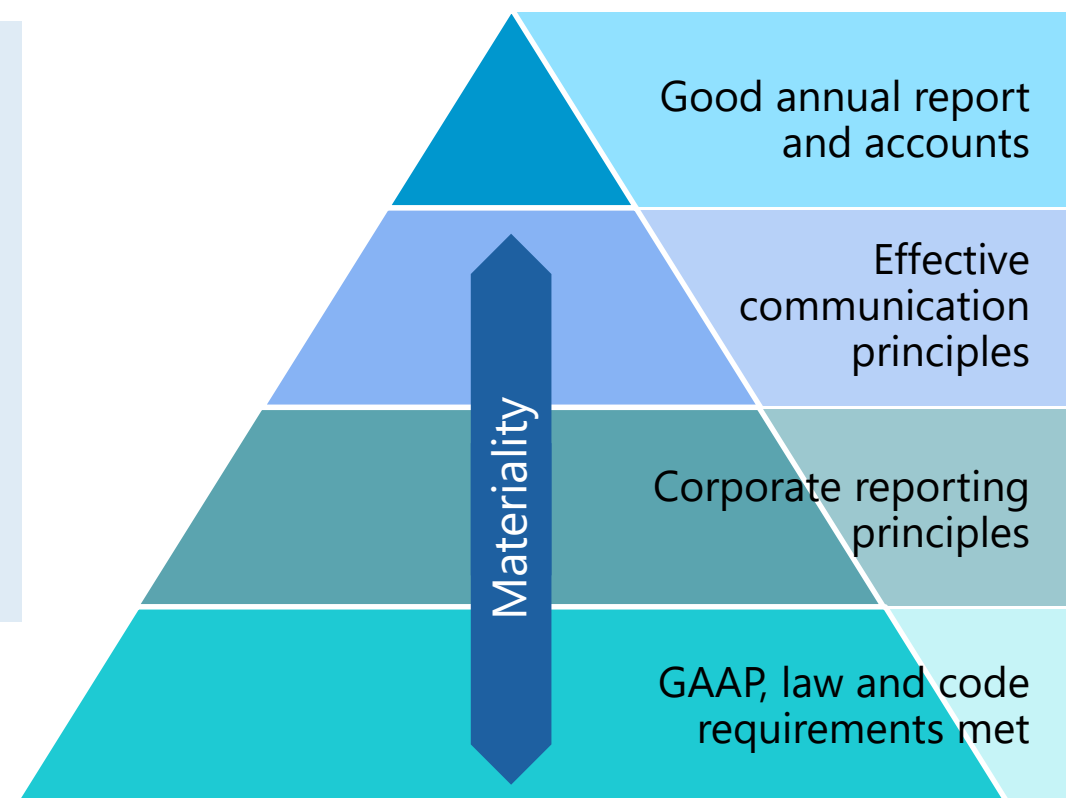 Good annual report
and accounts
Effective
communication
principles
Materiality
Corporate reporting
principles
GAAP, law and code
requirements met